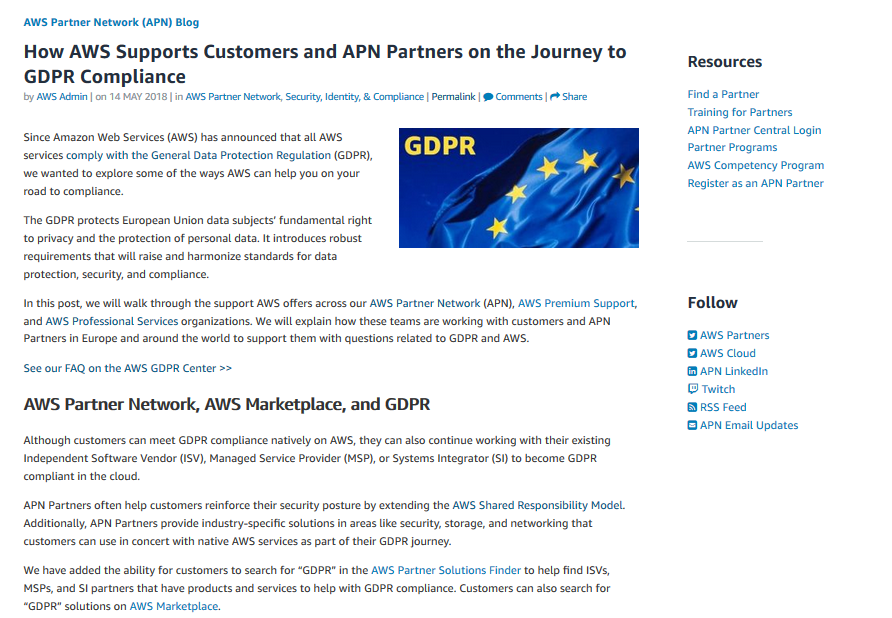 AWS Partner Network (APN) Blog
How AWS Supports Customers and APN Partners on the Journey to
GDPR Compliance
by AWS Admin | on 14 MAY 2018 | in AWS Partner Network, Security, Identity, & Compliance | Permalink | Comments | Share
Since Amazon Web Services (AWS) has announced that all AWS
services comply with the General Data Protection Regulation (GDPR),
we wanted to explore some of the ways AWS can help you on your
road to compliance.
GDPR
The GDPR protects European Union data subjects’ fundamental right
to privacy and the protection of personal data. It introduces robust
requirements that will raise and harmonize standards for data
protection, security, and compliance.
In this post, we will walk through the support AWS offers across our AWS Partner Network (APN), AWS Premium Support,
and AWS Professional Services organizations. We will explain how these teams are working with customers and APN
Partners in Europe and around the world to support them with questions related to GDPR and AWS.
See our FAQ on the AWS GDPR Center >>
AWS Partner Network, AWS Marketplace, and GDPR
Although customers can meet GDPR compliance natively on AWS, they can also continue working with their existing
Independent Software Vendor (ISV), Managed Service Provider (MSP), or Systems Integrator (SI) to become GDPR
compliant in the cloud.
APN Partners often help customers reinforce their security posture by extending the AWS Shared Responsibility Model.
Additionally, APN Partners provide industry-specific solutions in areas like security, storage, and networking that
customers can use in concert with native AWS services as part of their GDPR journey.
We have added the ability for customers to search for “GDPR” in the AWS Partner Solutions Finder to help find ISVs,
MSPs, and SI partners that have products and services to help with GDPR compliance. Customers can also search for
“GDPR” solutions on AWS Marketplace.
Resources
Find a Partner
Training for Partners
APN Partner Central Login
Partner Programs
AWS Competency Program
Register as an APN Partner
Follow
AWS Partners
AWS Cloud
APN LinkedIn
Twitch
RSS Feed
APN Email Updates